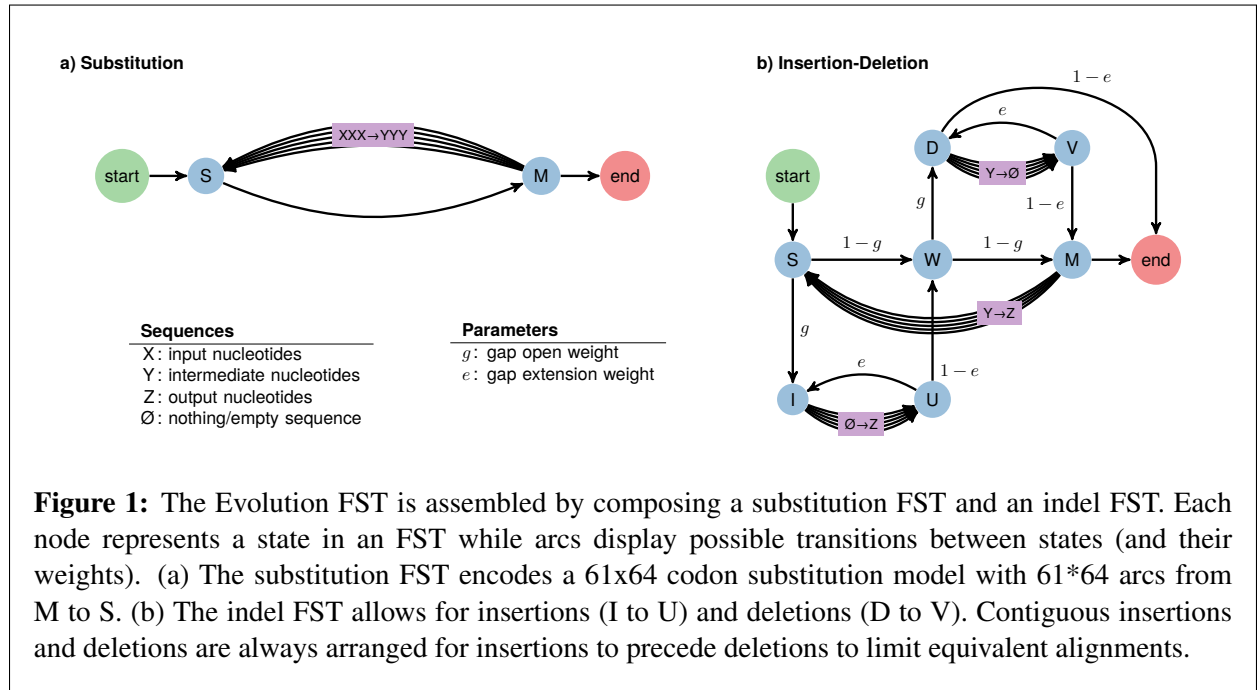 a) Substitution
XXX→YYY
start
S
M
end
Sequences
X: input nucleotides
Y: intermediate nucleotides
Z: output nucleotides
Ø: nothing/empty sequence
Parameters
g: gap open weight
e: gap extension weight
b) Insertion-Deletion
1 − e
e
D
V
Y→Ø
start
g
1 − e
1 − g
1 − g
S
W
M
end
Y→Z
g
e
1 − e
I
U
Ø→Z
Figure 1: The Evolution FST is assembled by composing a substitution FST and an indel FST. Each
node represents a state in an FST while arcs display possible transitions between states (and their
weights). (a) The substitution FST encodes a 61x64 codon substitution model with 61*64 arcs from
M to S. (b) The indel FST allows for insertions (I to U) and deletions (D to V). Contiguous insertions
and deletions are always arranged for insertions to precede deletions to limit equivalent alignments.